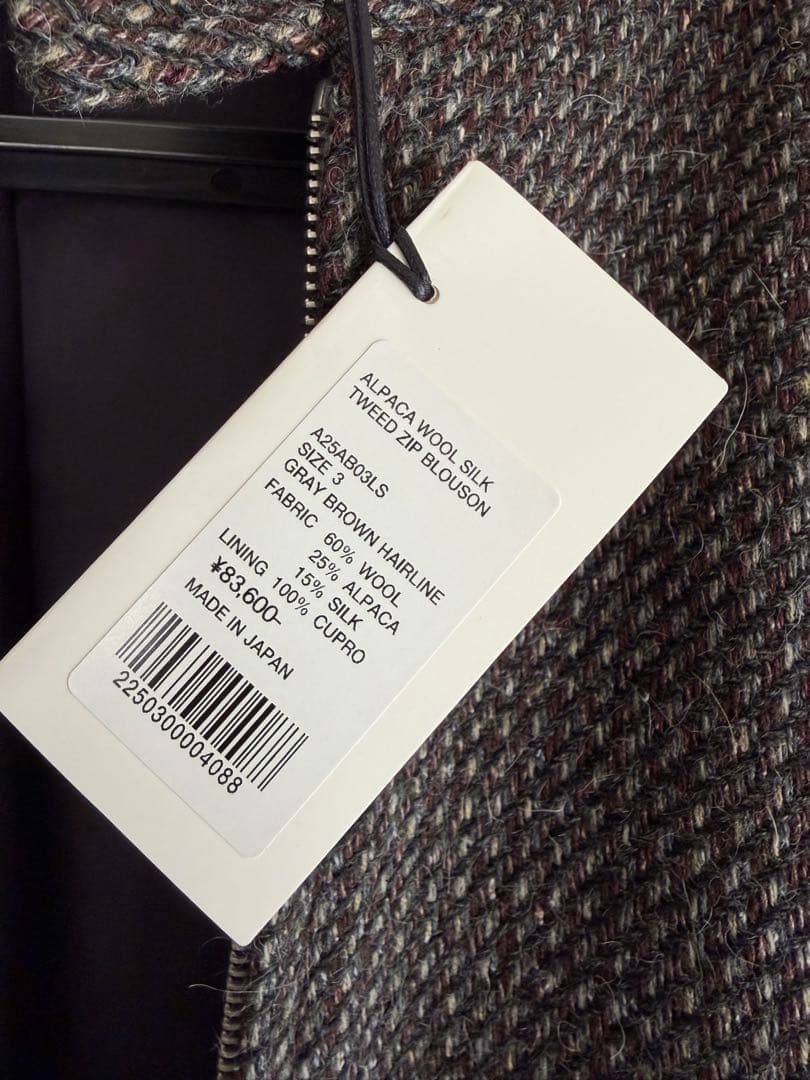 ALPACA WOOL SILK
TWEED ZIP BLOUSON
A25AB03LS
SIZE 3
GRAY BROWN HAIRLINE
FABRIC 60% WOOL
25% ALPACA
15% SILK
LINING 100% CUPRO
¥83,600-
MADE IN JAPAN
2250300004088